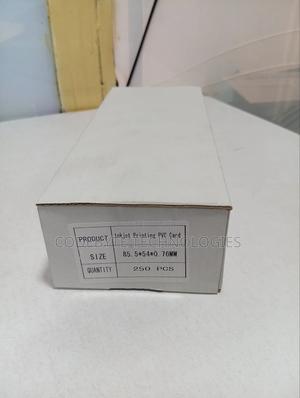 PRODUCT Inkjet Printing PVC Card
SIZE 85.5*54*0.76MM
QUANTITY 250 PCS